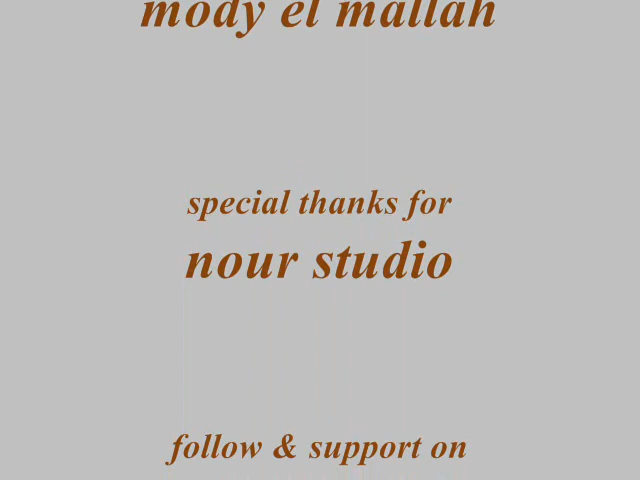 mody el mallah
special thanks for
nour studio
follow & support on